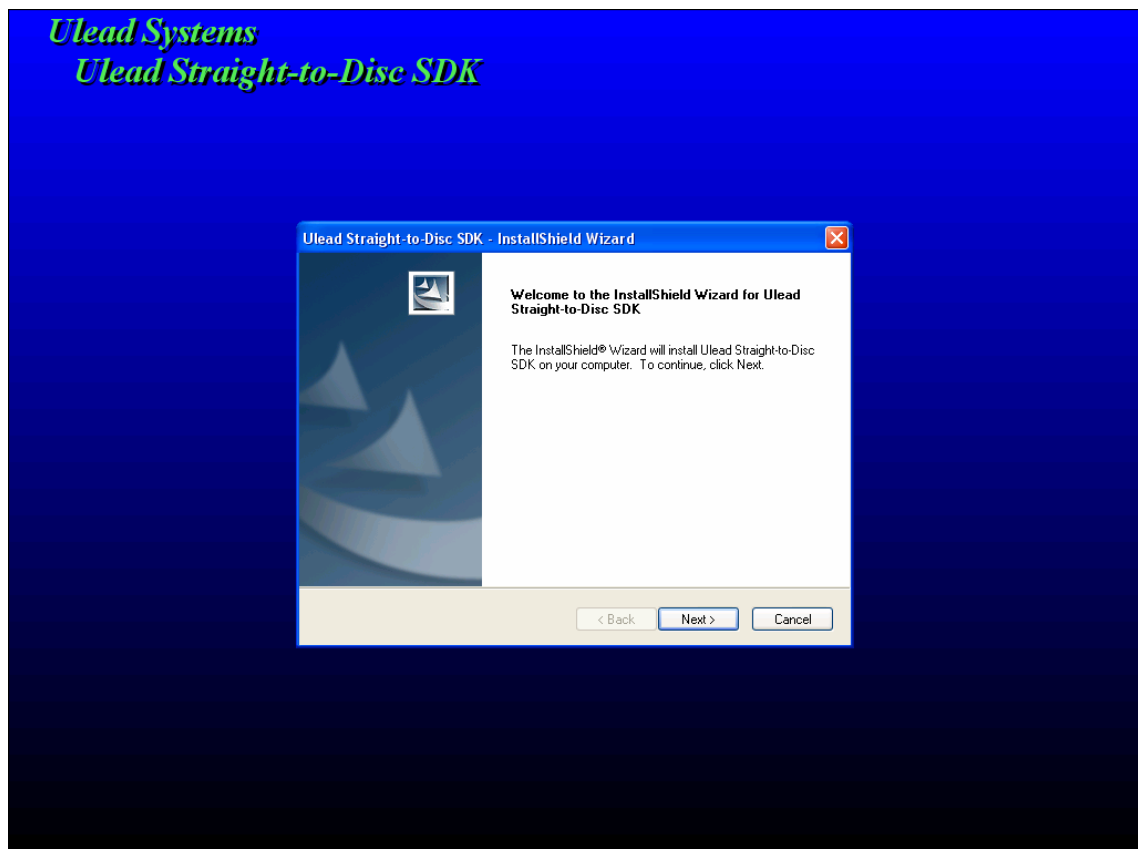 Ulead Systems
Ulead Straight-to-Disc SDK
Ulead Straight-to-Disc SDK - InstallShield Wizard
Welcome to the InstallShield Wizard for Ulead
Straight-to-Disc SDK
The InstallShield® Wizard will install Ulead Straight-to-Disc
SDK on your computer. To continue, click Next.
< Back
Next >
Cancel